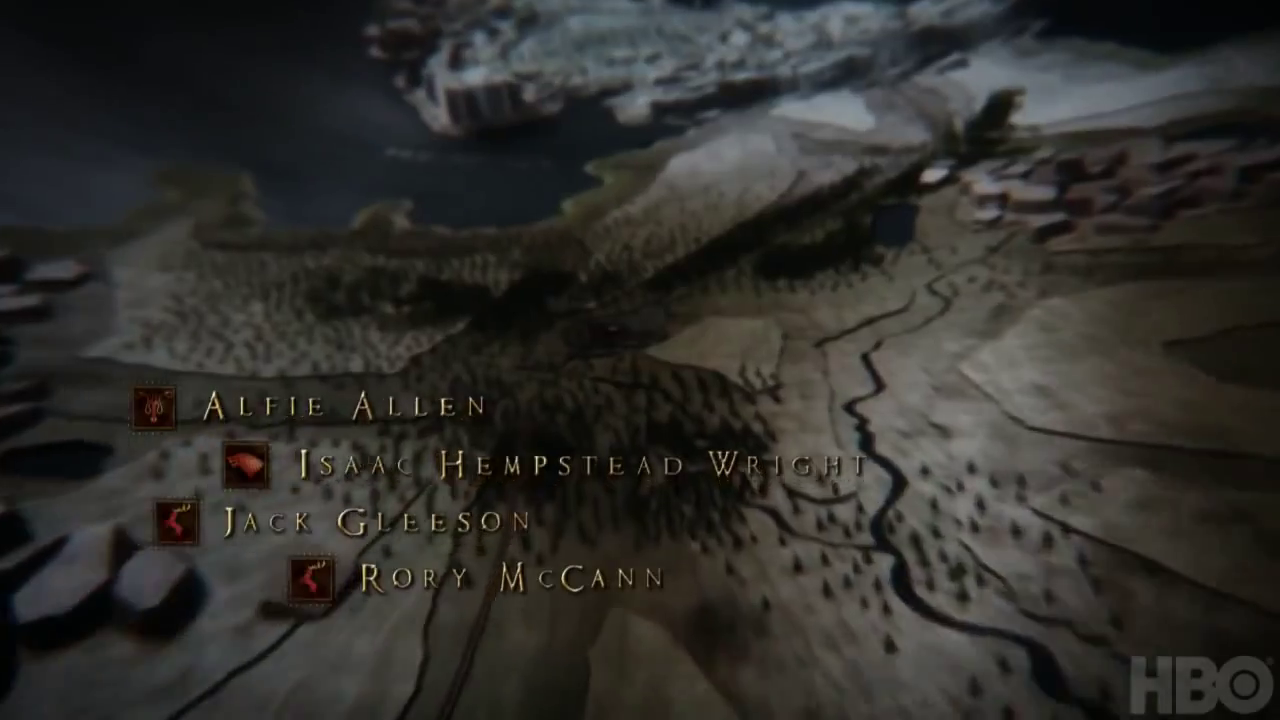 Alfie Allen
Isaac Hempstead Wright
Jack Gleeson
Rory McCann
HBO